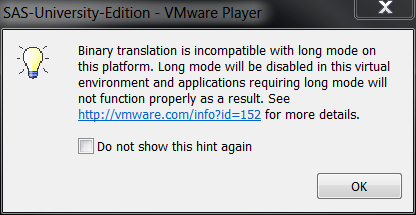 SAS-University-Edition - VMware Player
Binary translation is incompatible with long mode on
this platform. Long mode will be disabled in this virtual
environment and applications requiring long mode will
not function properly as a result. See
http://vmware.com/info?id=152 for more details.
Do not show this hint again
OK